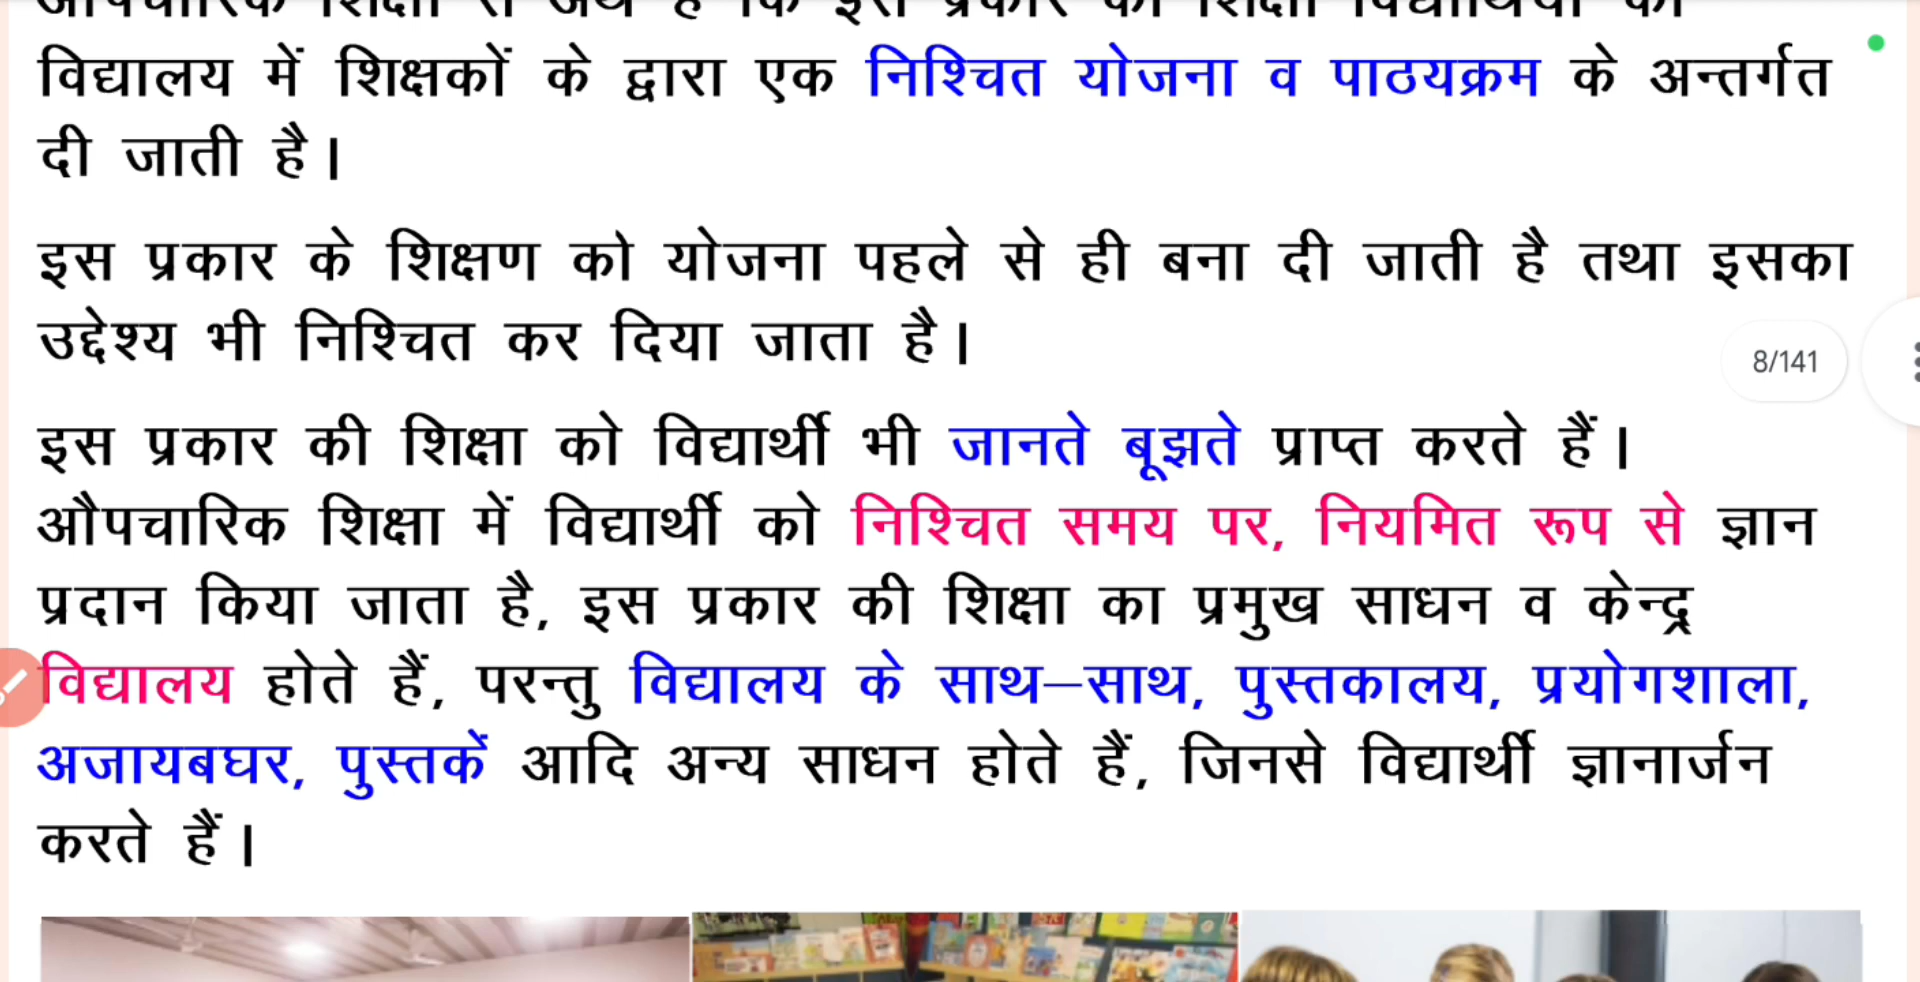 विद्यालय में शिक्षकों के द्वारा एक निश्चित योजना व पाठयक्रम के अन्तर्गत
दी जाती है।
इस प्रकार के शिक्षण को योजना पहले से ही बना दी जाती है तथा इसका
उद्देश्य भी निश्चित कर दिया जाता है।
8/141
इस प्रकार की शिक्षा को विद्यार्थी भी जानते बूझते प्राप्त करते हैं।
औपचारिक शिक्षा में विद्यार्थी को निश्चित समय पर, नियमित रूप से ज्ञान
प्रदान किया जाता है, इस प्रकार की शिक्षा का प्रमुख साधन व केन्द्र
विद्यालय होते हैं, परन्तु विद्यालय के साथ–साथ, पुस्तकालय, प्रयोगशाला,
अजायबघर, पुस्तकें आदि अन्य साधन होते हैं, जिनसे विद्यार्थी ज्ञानार्जन
करते हैं।